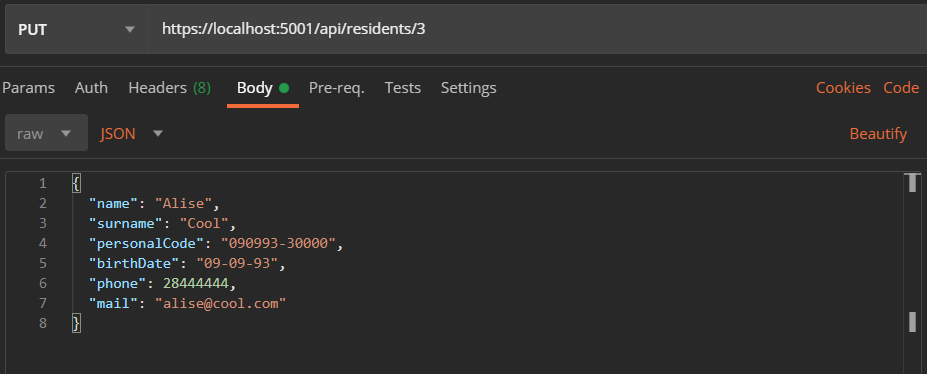 PUT https://localhost:5001/api/residents/3
Params Auth Headers (8) Body Pre-req. Tests Settings Cookies Code
raw JSON Beautify
1 {
2 "name": "Alise",
3 "surname": "Cool",
4 "personalCode": "090993-30000",
5 "birthDate": "09-09-93",
6 "phone": 28444444,
7 "mail": "alise@cool.com"
8 }